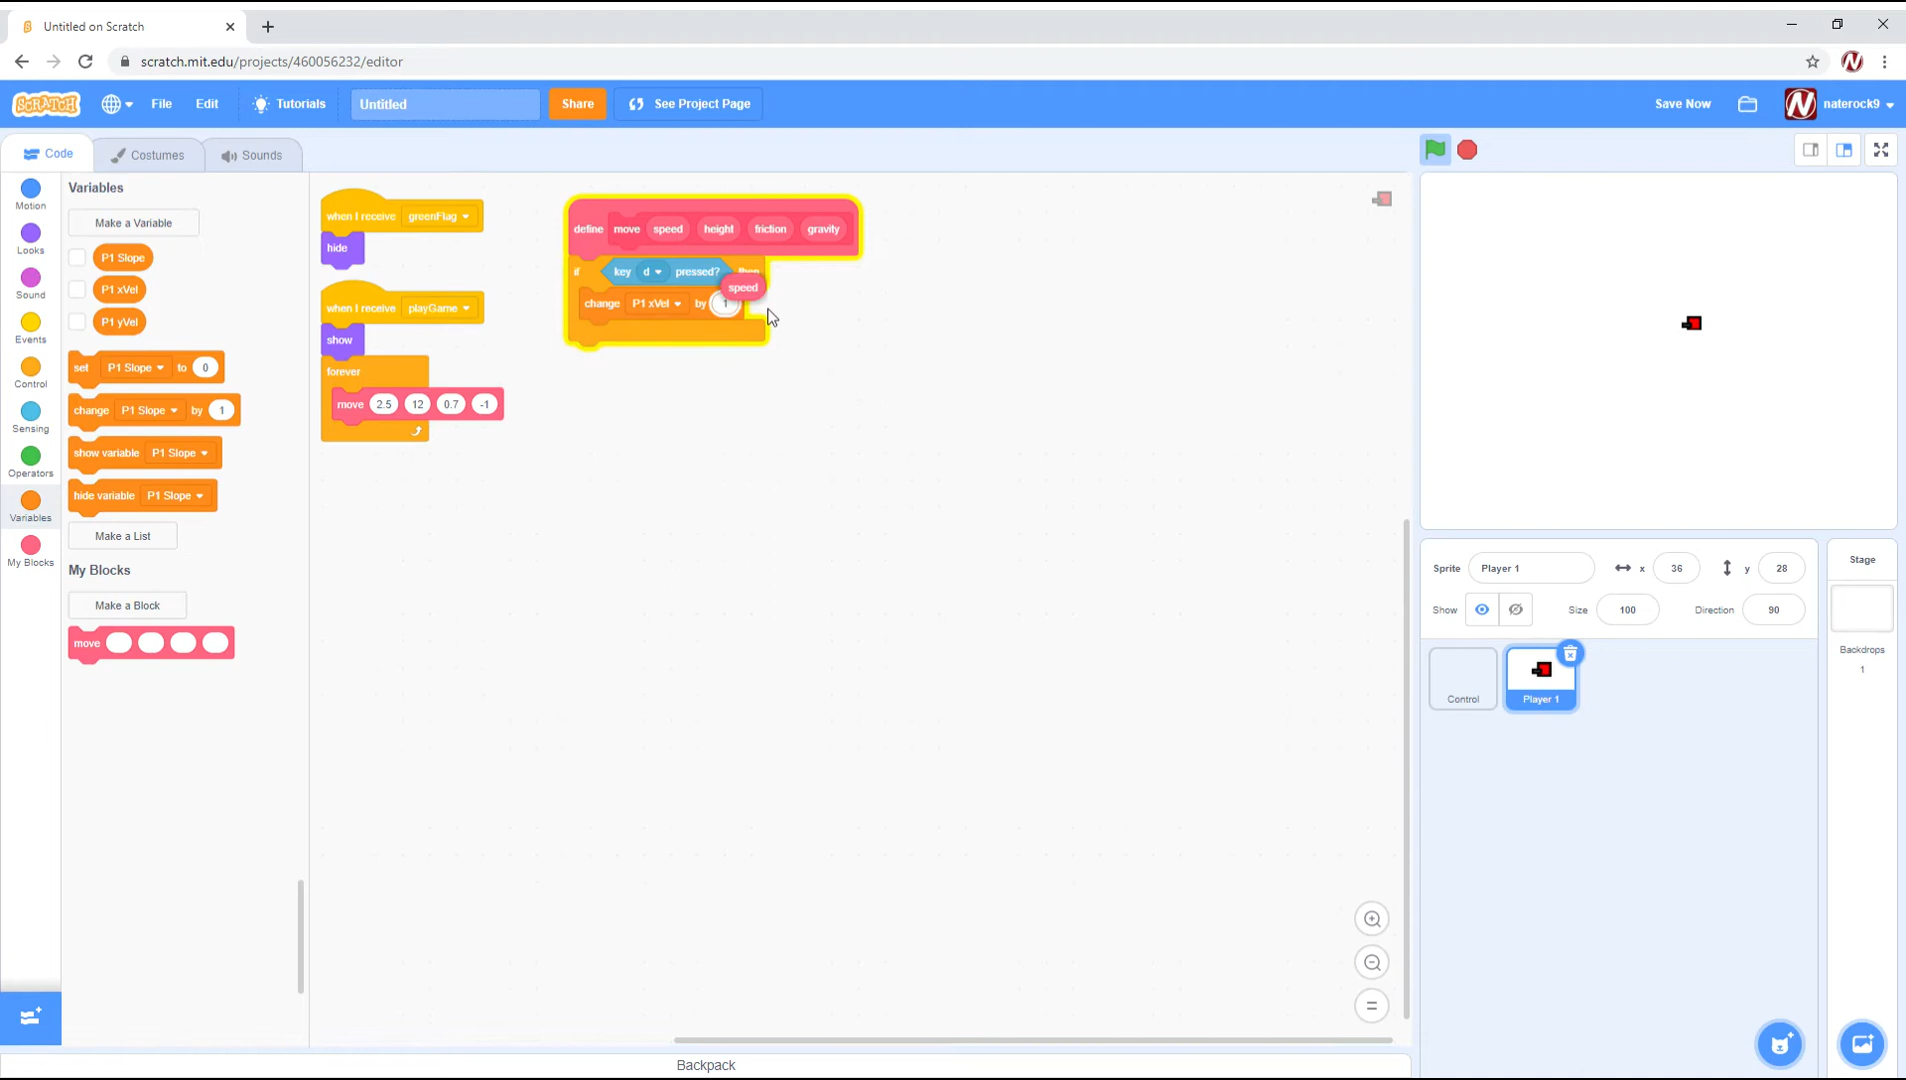 Untitled on Scratch
scratch.mit.edu/projects/460056232/editor
SCRATCH File Edit Tutorials Untitled Share See Project Page Save Now naterock9
Code Costumes Sounds
Motion
Looks
Sound
Events
Control
Sensing
Operators
Variables
My Blocks
Variables
Make a Variable
P1 Slope
P1 xVel
P1 yVel
set P1 Slope to 0
change P1 Slope by 1
show variable P1 Slope
hide variable P1 Slope
Make a List
My Blocks
Make a Block
move
when I receive greenFlag
hide
when I receive playGame
show
forever
move 2.5 12 0.7 -1
define move speed height friction gravity
if key d pressed?
speed
change P1 xVel by 1
Sprite Player 1 x 36 y 28
Show Size 100 Direction 90
Control
Player 1
Stage
Backdrops
1
Backpack